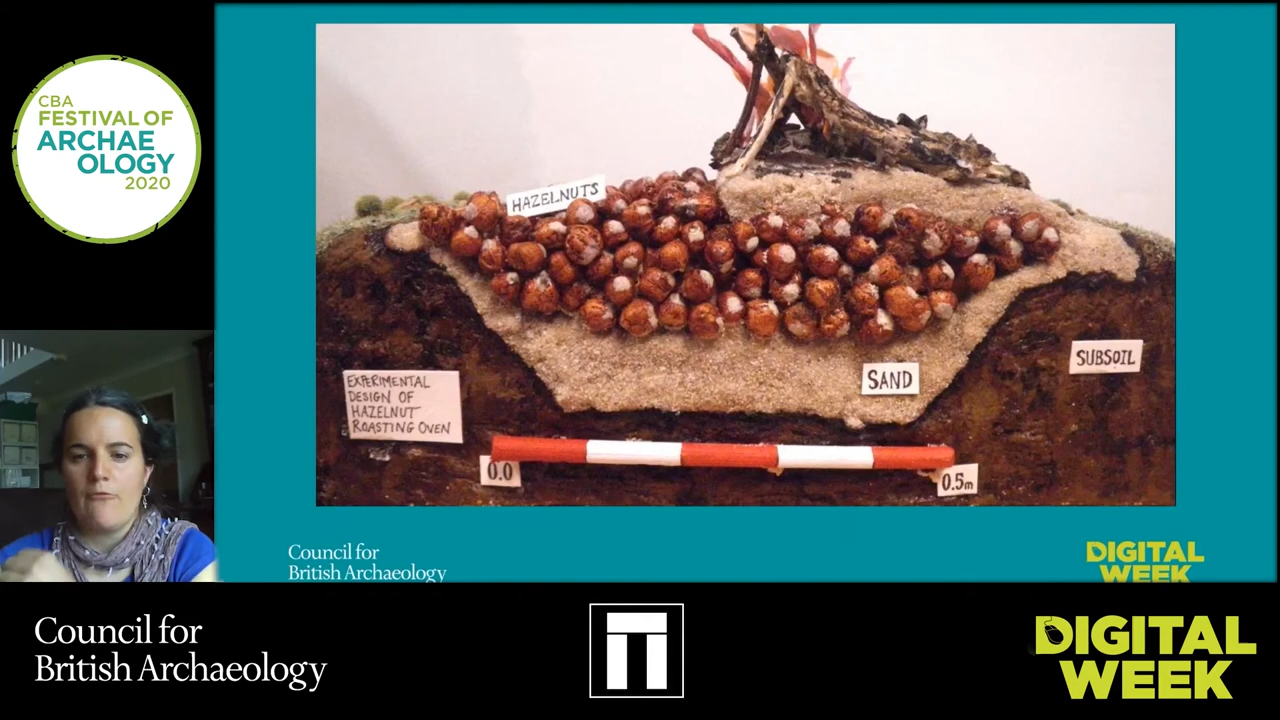 CBA
FESTIVAL OF
ARCHAE
OLOGY
2020
HAZELNUTS
EXPERIMENTAL
DESIGN OF
HAZELNUT
ROASTING OVEN
SAND
SUBSOIL
0.0
0.5m
Council for
British Archaeology
DIGITAL
WEEK
Council for
British Archaeology
DIGITAL
WEEK